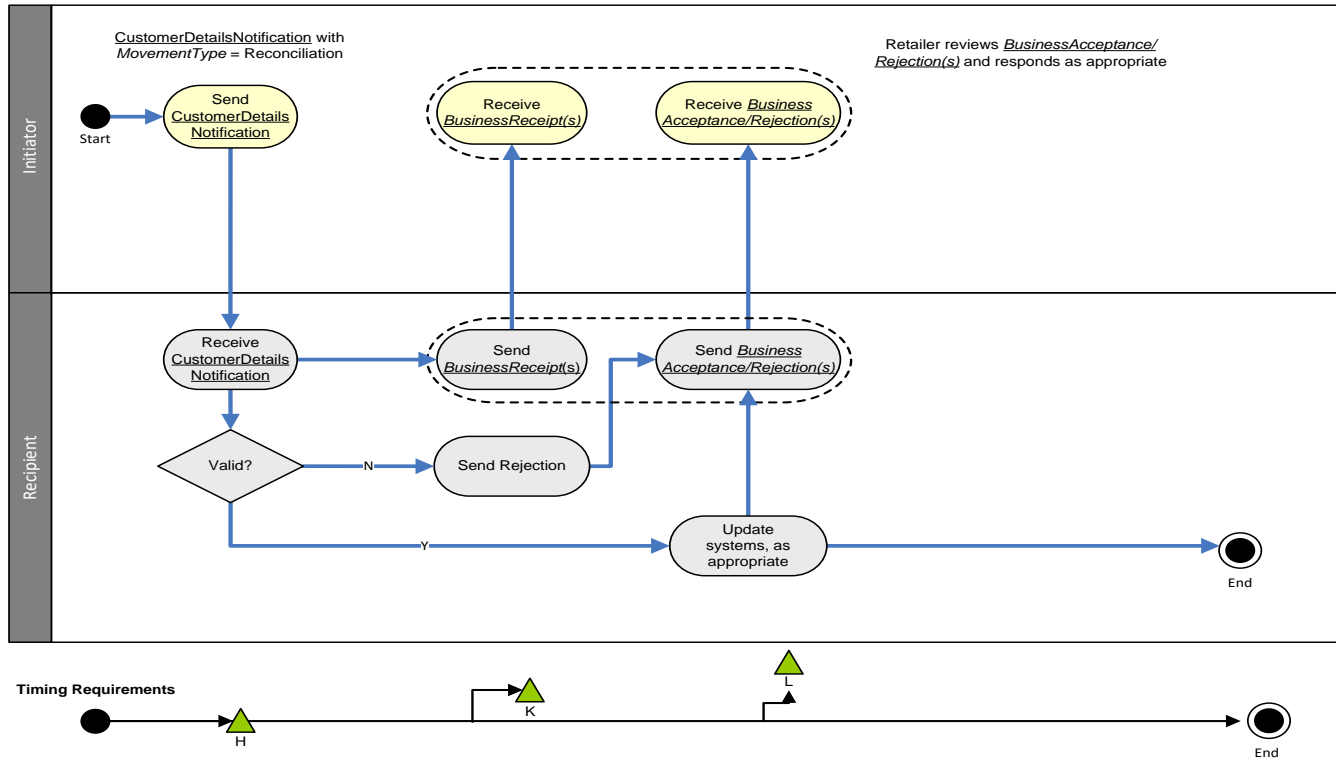 CustomerDetailsNotification with
MovementType = Reconciliation
Retailer reviews BusinessAcceptance/
Rejection(s) and responds as appropriate
Initiator
Start
Send
CustomerDetails
Notification
Receive
BusinessReceipt(s)
Receive Business
Acceptance/Rejection(s)
Recipient
Receive
CustomerDetails
Notification
Send
BusinessReceipt(s)
Send Business
Acceptance/Rejection(s)
Valid?
N
Send Rejection
Y
Update
systems, as
appropriate
End
Timing Requirements
H
K
L
End